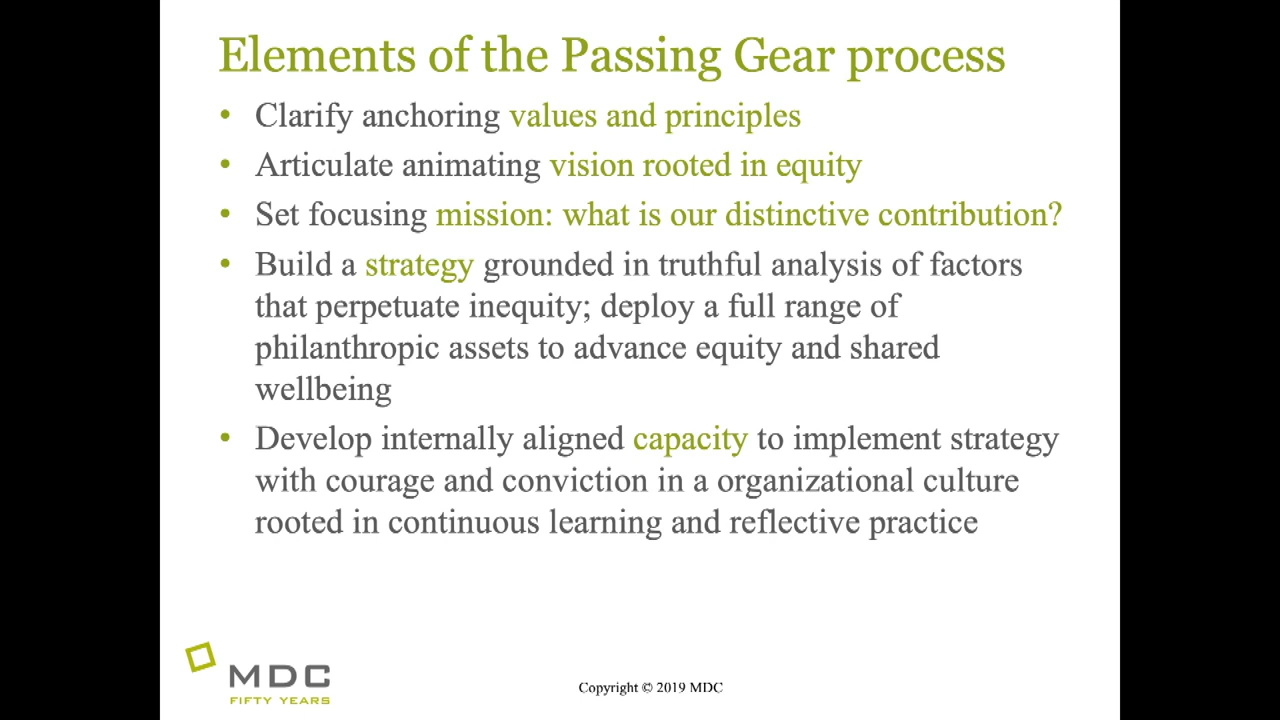 Elements of the Passing Gear process
• Clarify anchoring values and principles
• Articulate animating vision rooted in equity
• Set focusing mission: what is our distinctive contribution?
• Build a strategy grounded in truthful analysis of factors
that perpetuate inequity; deploy a full range of
philanthropic assets to advance equity and shared
wellbeing
• Develop internally aligned capacity to implement strategy
with courage and conviction in a organizational culture
rooted in continuous learning and reflective practice
MDC
FIFTY YEARS
Copyright © 2019 MDC